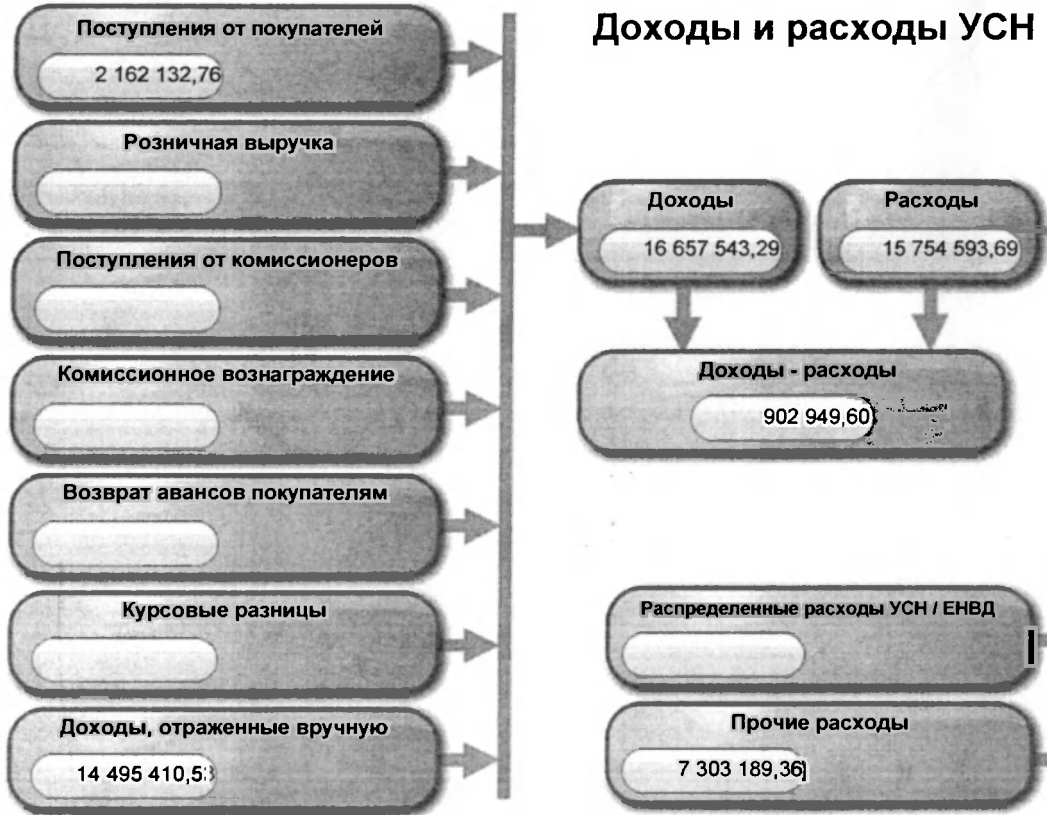 Доходы и расходы УСН
Поступления от покупателей
2 162 132,76
Розничная выручка
Поступления от комиссионеров
Комиссионное вознаграждение
Возврат авансов покупателям
Курсовые разницы
Доходы, отраженные вручную
14 495 410,53
Доходы
16 657 543,29
Расходы
15 754 593,69
Доходы - расходы
902 949,60
Распределенные расходы УСН / ЕНВД
Прочие расходы
7 303 189,36